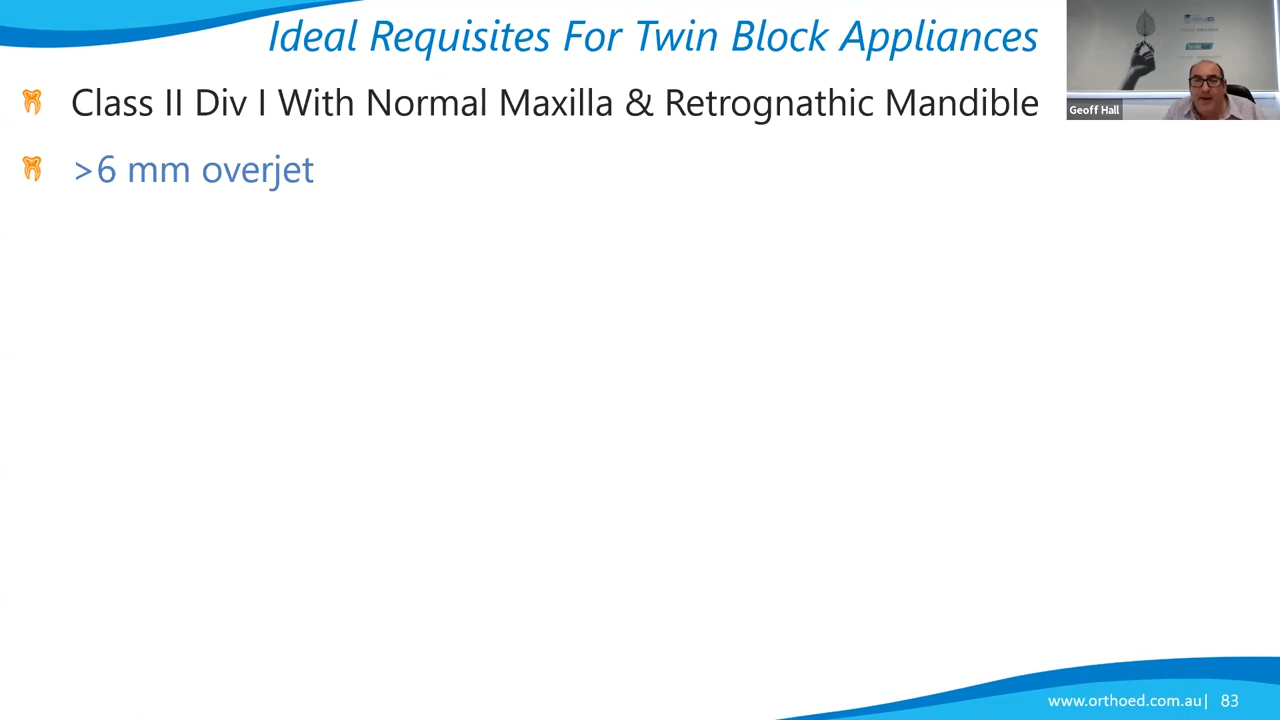 Ideal Requisites For Twin Block Appliances
Class II Div I With Normal Maxilla & Retrognathic Mandible
>6 mm overjet
Geoff Hall
www.orthoed.com.au| 83